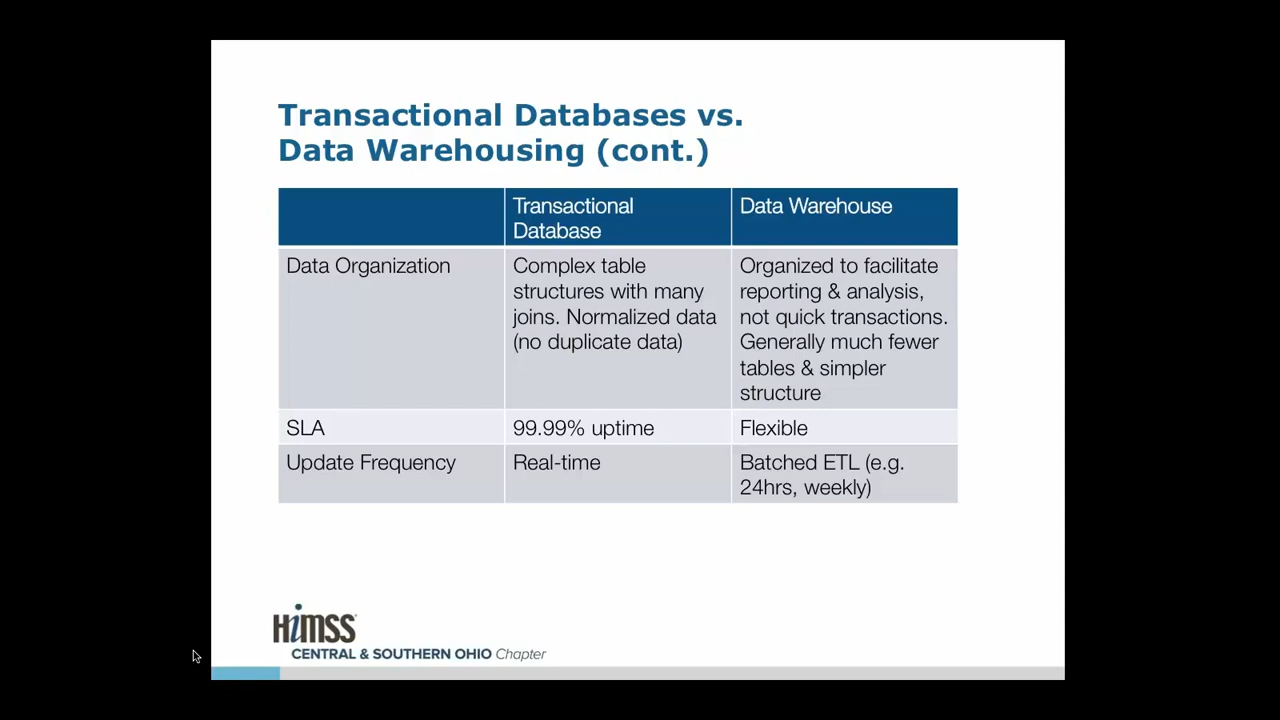 Transactional Databases vs.
Data Warehousing (cont.)
Transactional
Database
Data Warehouse
Data Organization
Complex table
structures with many
joins. Normalized data
(no duplicate data)
Organized to facilitate
reporting & analysis,
not quick transactions.
Generally much fewer
tables & simpler
structure
SLA
99.99% uptime
Flexible
Update Frequency
Real-time
Batched ETL (e.g.
24hrs, weekly)
HiMSS
CENTRAL & SOUTHERN OHIO Chapter